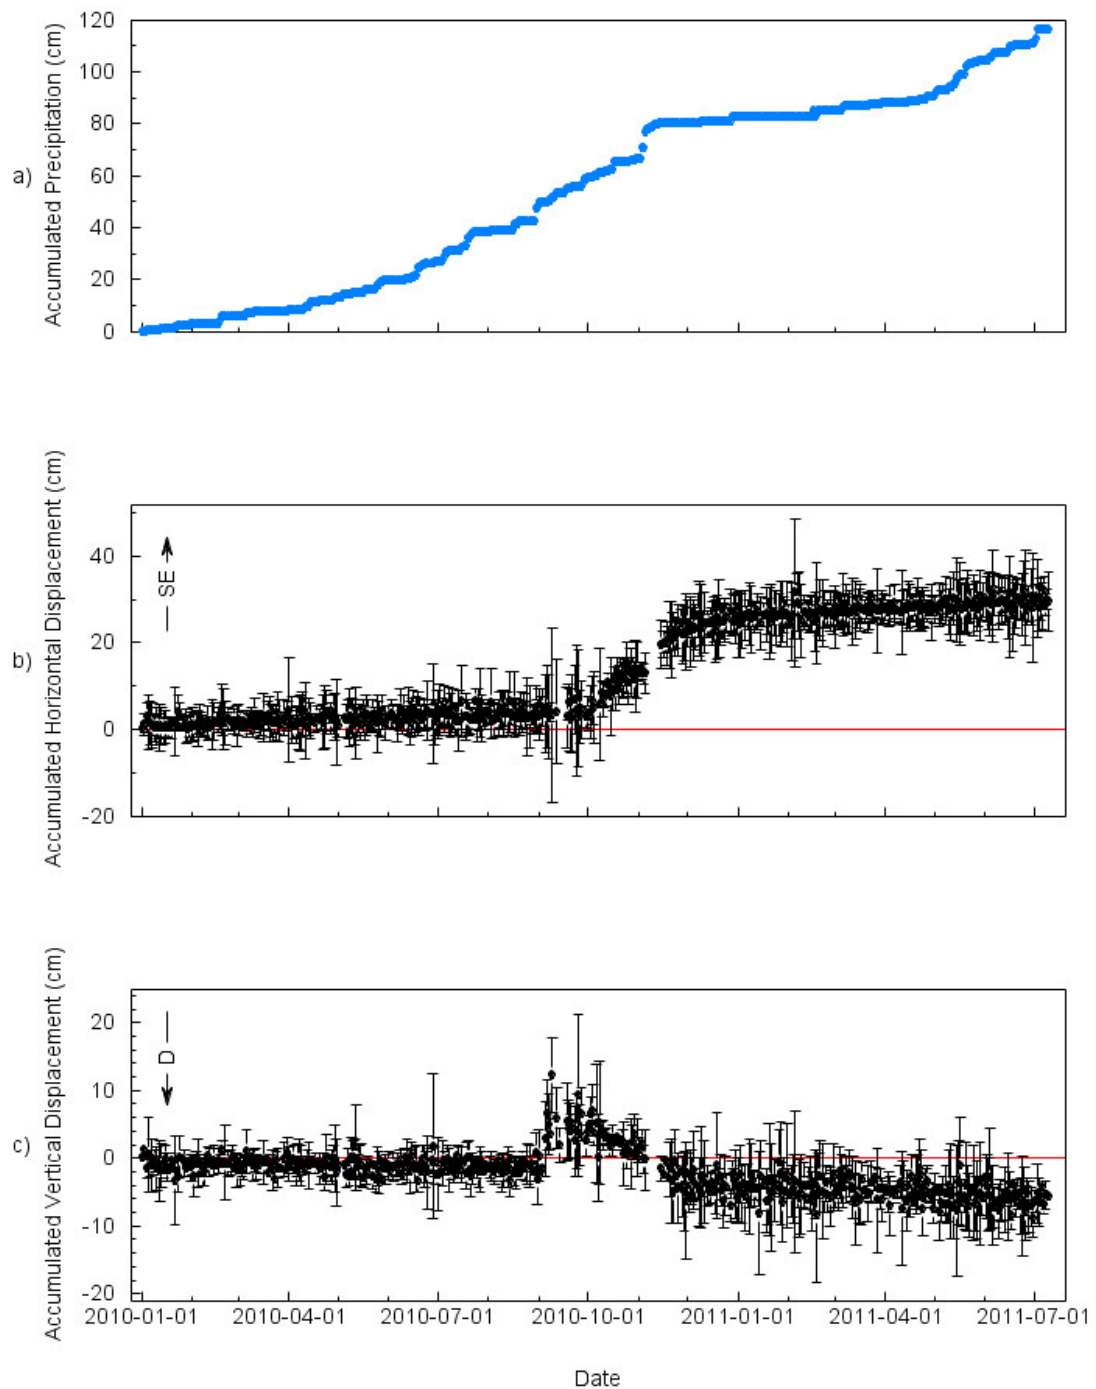 a)
Accumulated Precipitation (cm)
120
100
80
60
40
20
0
b)
Accumulated Horizontal Displacement (cm)
40
20
0
-20
SE
c)
Accumulated Vertical Displacement (cm)
20
10
0
-10
-20
D
2010-01-01 2010-04-01 2010-07-01 2010-10-01 2011-01-01 2011-04-01 2011-07-01
Date